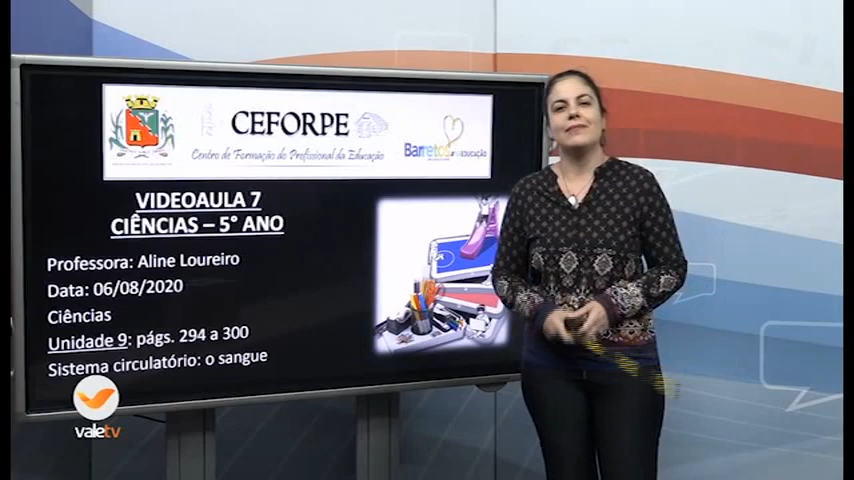 CEFORPE
Centro de Formação do Profissional da Educação
Barretos
EDUCAÇÃO
VIDEOAULA 7
CIÊNCIAS – 5° ANO
Professora: Aline Loureiro
Data: 06/08/2020
Ciências
Unidade 9: págs. 294 a 300
Sistema circulatório: o sangue
valetv